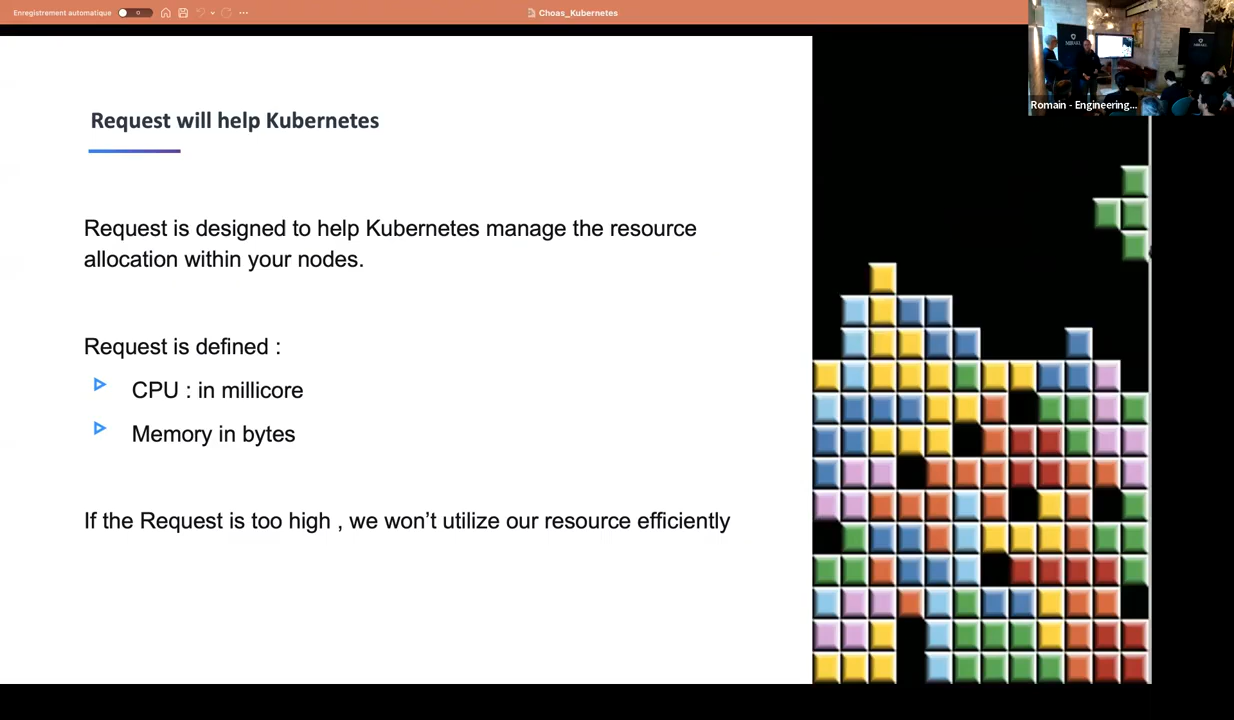 Enregistrement automatique
Choas_Kubernetes
Romain - Engineering...
Request will help Kubernetes
Request is designed to help Kubernetes manage the resource
allocation within your nodes.
Request is defined :
CPU : in millicore
Memory in bytes
If the Request is too high , we won’t utilize our resource efficiently